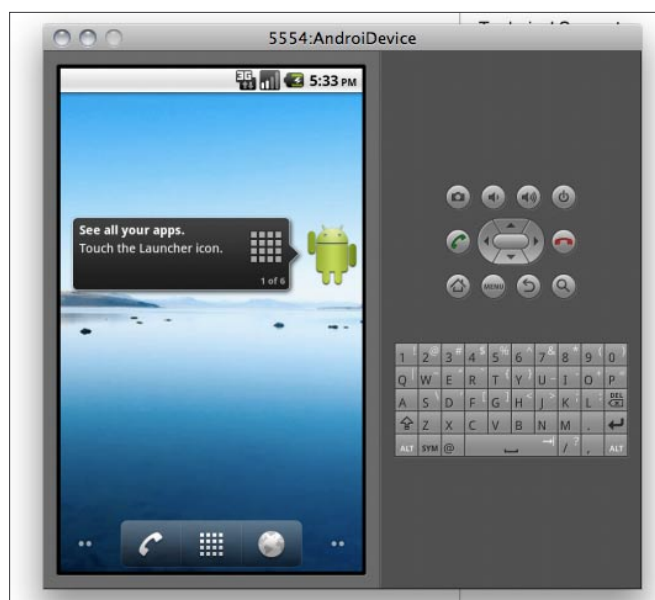 5554:AndroiDevice
3G
5:33 PM
See all your apps.
Touch the Launcher icon.
1 of 6
MENU
1 ! 2 @ 3 # 4 $ 5 % 6 ^ 7 & 8 * 9 ( 0 )
Q W E R T Y U I O P
DEL
A S D F G H J K L
Z X C V B N M .
ALT SYM @ / ? , ALT